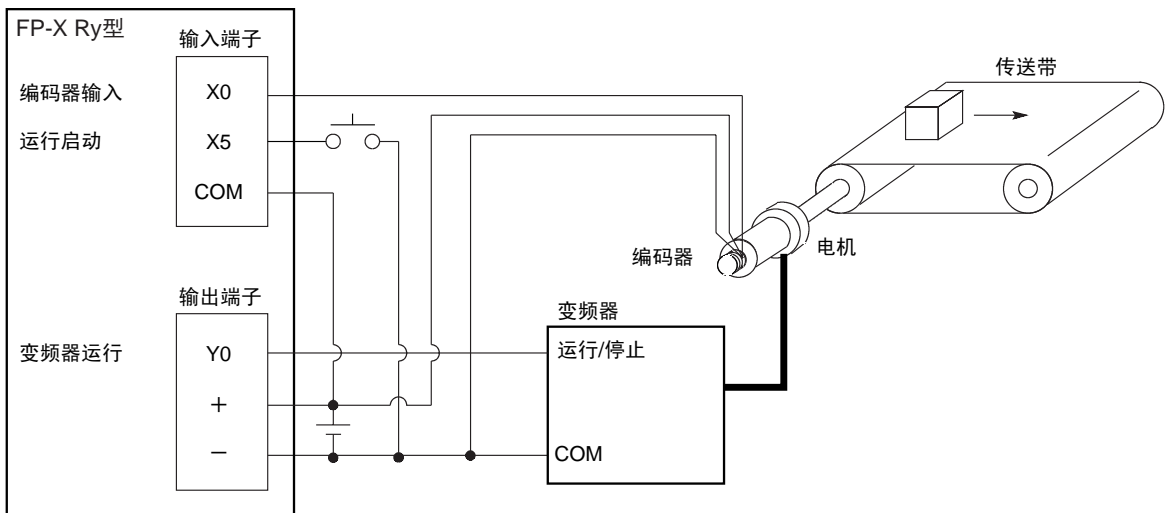 FP-X Ry型
输入端子
编码器输入
X0
运行启动
X5
COM
传送带
编码器
电机
输出端子
变频器
变频器运行
Y0
运行/停止
+
−
COM